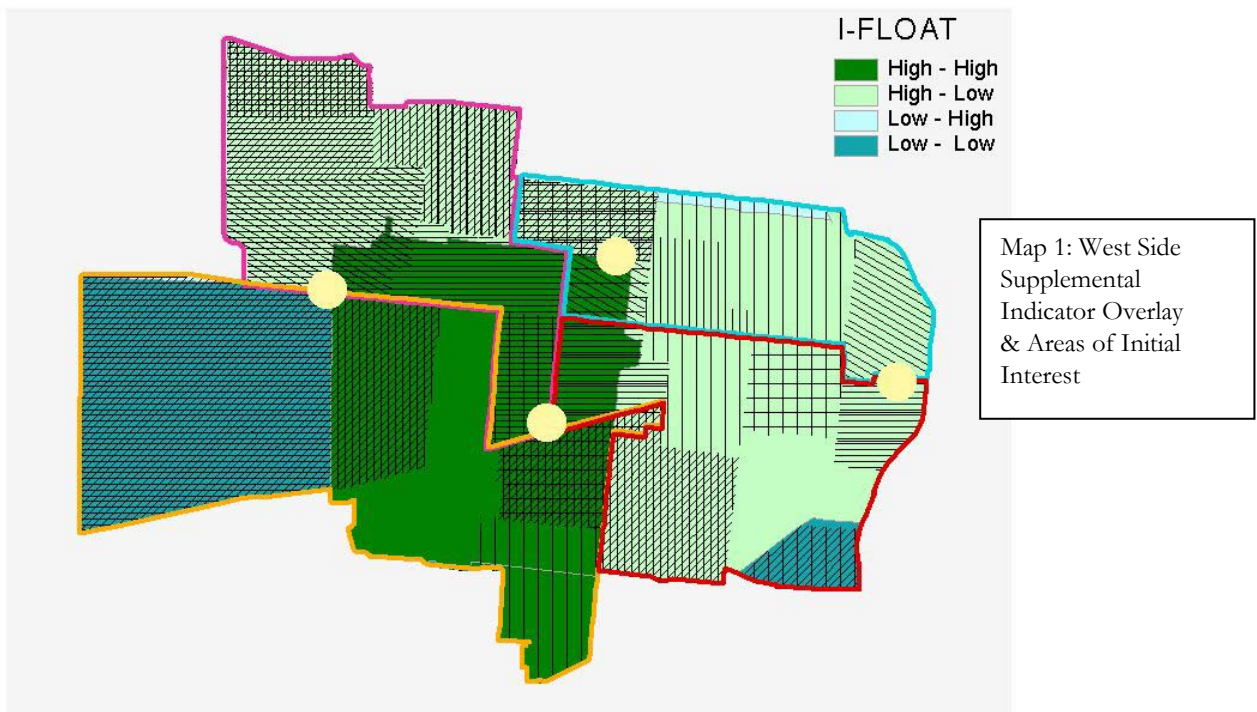 I-FLOAT
High - High
High - Low
Low - High
Low - Low
Map 1: West Side
Supplemental
Indicator Overlay
& Areas of Initial
Interest